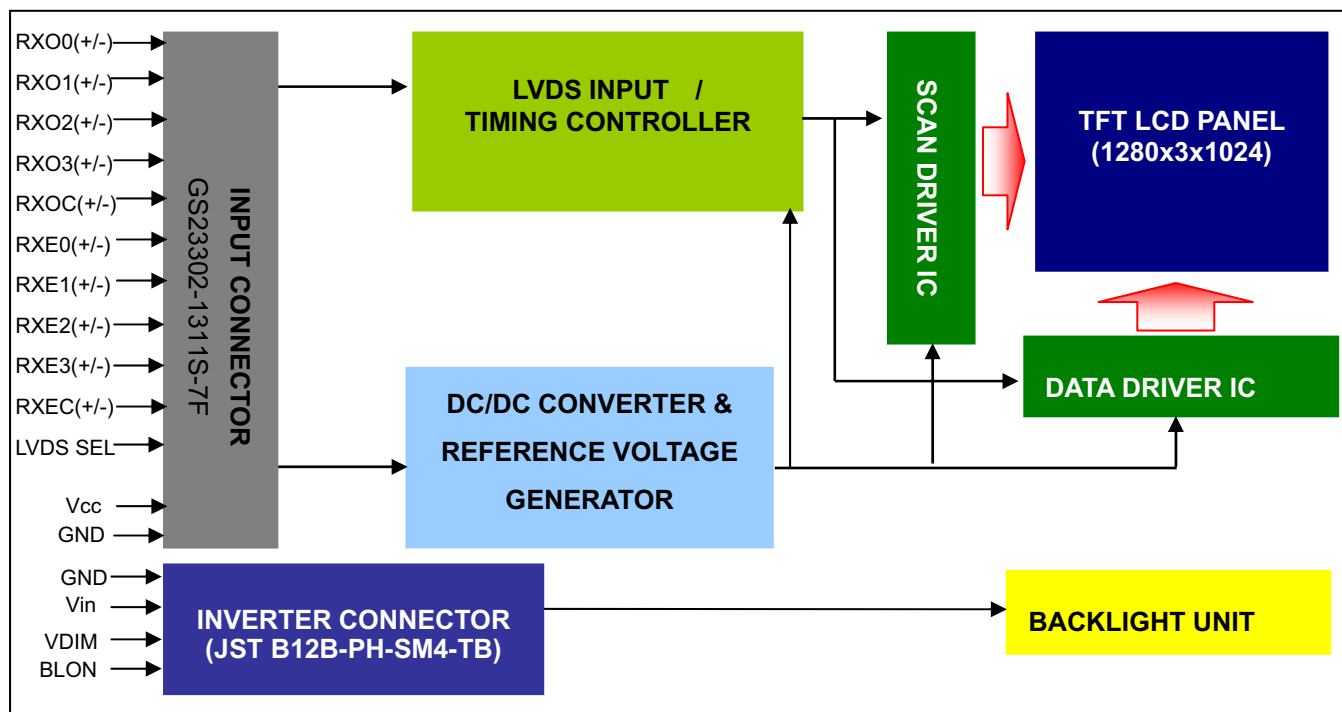 RXO0(+/-)
RXO1(+/-)
RXO2(+/-)
RXO3(+/-)
RXOC(+/-)
RXE0(+/-)
RXE1(+/-)
RXE2(+/-)
RXE3(+/-)
RXEC(+/-)
LVDS SEL
Vcc
GND
INPUT CONNECTOR
GS23302-1311S-7F
LVDS INPUT /
TIMING CONTROLLER
SCAN DRIVER IC
TFT LCD PANEL
(1280x3x1024)
DC/DC CONVERTER &
REFERENCE VOLTAGE
GENERATOR
DATA DRIVER IC
GND
Vin
VDIM
BLON
INVERTER CONNECTOR
(JST B12B-PH-SM4-TB)
BACKLIGHT UNIT